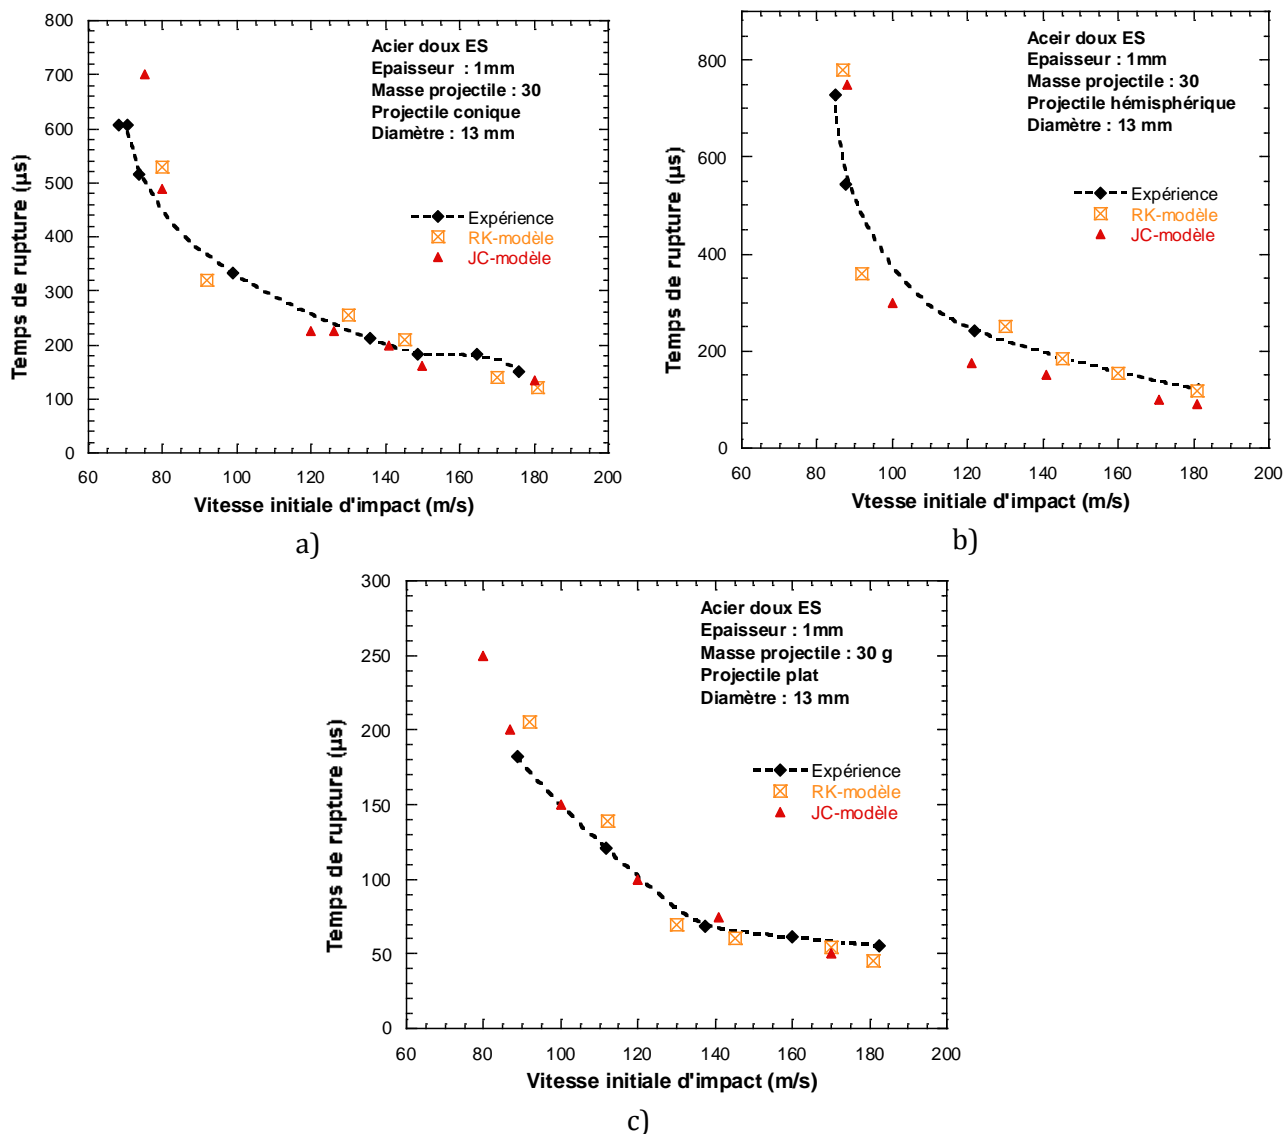 800
700
600
500
400
300
200
100
0
60 80 100 120 140 160 180 200
Temps de rupture (µs)
Vitesse initiale d'impact (m/s)
Acier doux ES
Epaisseur : 1mm
Masse projectile : 30
Projectile conique
Diamètre : 13 mm
Expérience
RK-modèle
JC-modèle
a)
800
600
400
200
0
60 80 100 120 140 160 180 200
Temps de rupture (µs)
Vitesse initiale d'impact (m/s)
Aceir doux ES
Epaisseur : 1mm
Masse projectile : 30
Projectile hémisphérique
Diamètre : 13 mm
Expérience
RK-modèle
JC-modèle
b)
300
250
200
150
100
50
0
60 80 100 120 140 160 180 200
Temps de rupture (µs)
Vitesse initiale d'impact (m/s)
Acier doux ES
Epaisseur : 1mm
Masse projectile : 30 g
Projectile plat
Diamètre : 13 mm
Expérience
RK-modèle
JC-modèle
c)